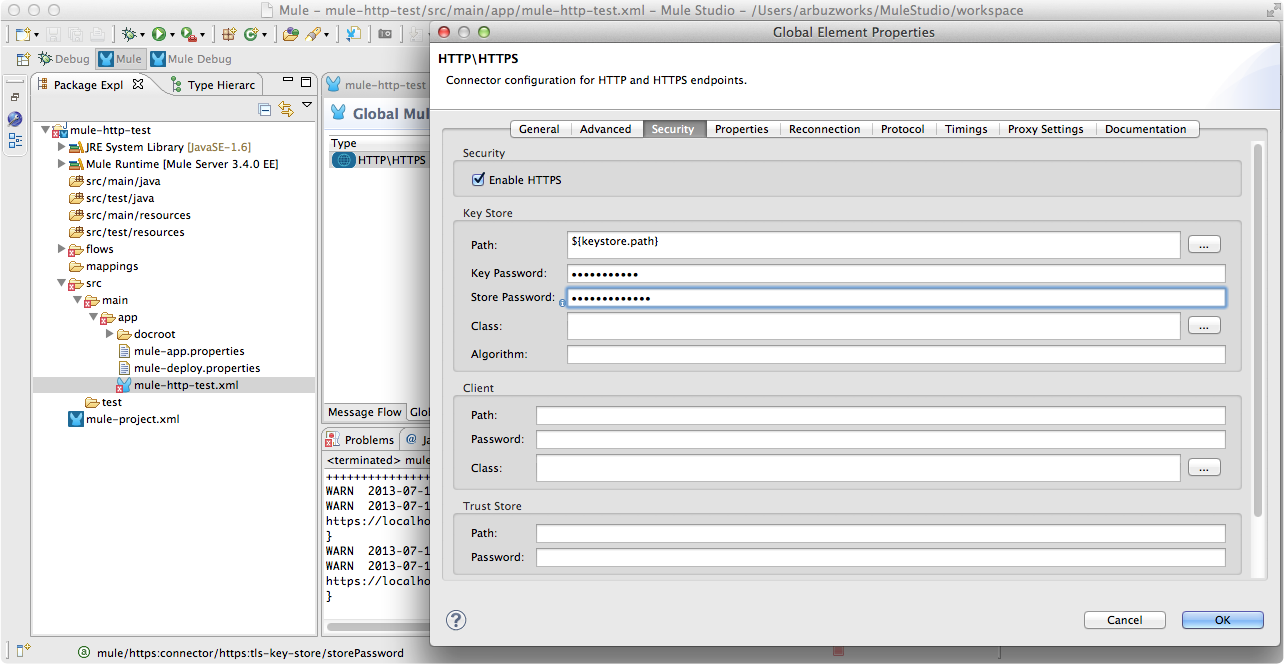 Mule – mule-http-test/src/main/app/mule-http-test.xml – Mule Studio – /Users/arbuzworks/MuleStudio/workspace
Debug Mule Mule Debug
Package Expl Type Hierarc
mule-http-test
JRE System Library [JavaSE-1.6]
Mule Runtime [Mule Server 3.4.0 EE]
src/main/java
src/test/java
src/main/resources
src/test/resources
flows
mappings
src
main
app
docroot
mule-app.properties
mule-deploy.properties
mule-http-test.xml
test
mule-project.xml
mule-http-test
Global Mul
Type
HTTP\HTTPS
Message Flow Glo
Problems @ Ja
<terminated> mule
++++++++++++++++
WARN 2013-07-1
WARN 2013-07-1
https://localho
}
WARN 2013-07-1
WARN 2013-07-1
https://localho
}
Global Element Properties
HTTP\HTTPS
Connector configuration for HTTP and HTTPS endpoints.
General Advanced Security Properties Reconnection Protocol Timings Proxy Settings Documentation
Security
Enable HTTPS
Key Store
Path: ${keystore.path} ...
Key Password: •••••••••••
Store Password: •••••••••••••
Class: ...
Algorithm:
Client
Path:
Password:
Class: ...
Trust Store
Path:
Password:
? Cancel OK
mule/https:connector/https:tls-key-store/storePassword